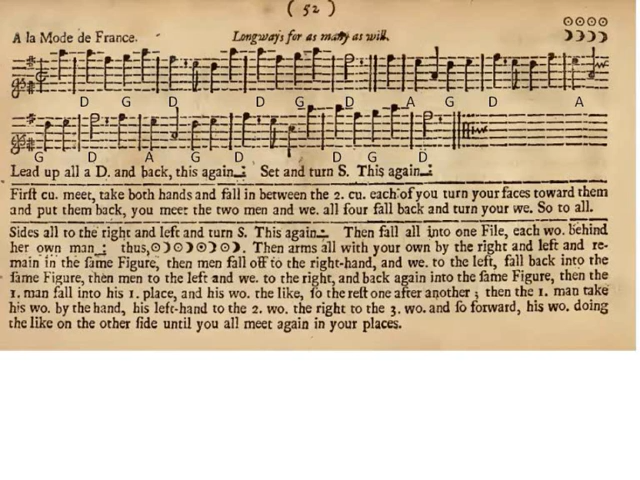 ( 52 )
A la Mode de France. Longways for as many as will.
D G D D G D A G D A
G D A G D D G D
Lead up all a D. and back, this again.⁚ Set and turn S. This again.⁚
Firſt cu. meet, take both hands and fall in between the 2. cu. each of you turn your faces toward them
and put them back, you meet the two men and we. all four fall back and turn your we. So to all.
Sides all to the right and left and turn S. This again⁚ Then fall all into one File, each wo. behind
her own man⁚ thus,⊙☽⊙☽⊙☽⊙☽. Then arms all with your own by the right and left and re-
main in the ſame Figure, then men fall off to the right-hand, and we. to the left, fall back into the
ſame Figure, then men to the left and we. to the right, and back again into the ſame Figure, then the
1. man fall into his 1. place, and his wo. the like, ſo the reſt one after another ; then the 1. man take
his wo. by the hand, his left-hand to the 2. wo. the right to the 3. wo. and ſo forward, his wo. doing
the like on the other ſide until you all meet again in your places.